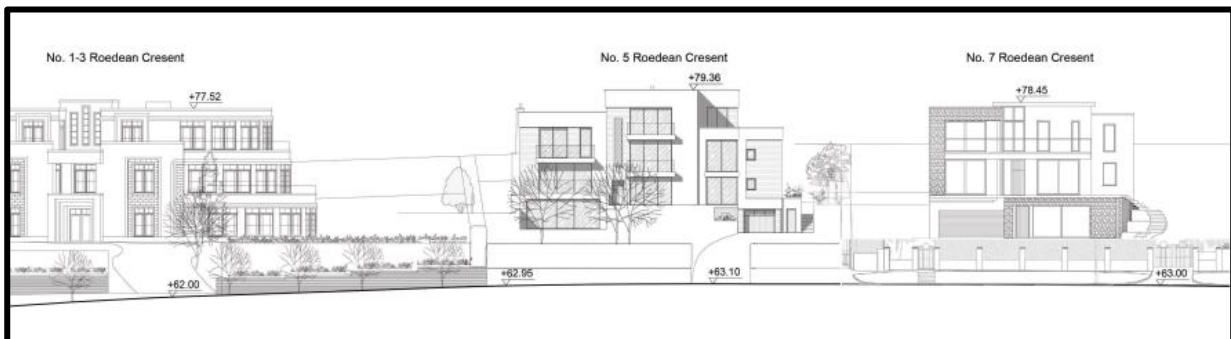 No. 1-3 Roedean Cresent
No. 5 Roedean Cresent
No. 7 Roedean Cresent
+77.52
+79.36
+78.45
+62.00
+62.95
+63.10
+63.00